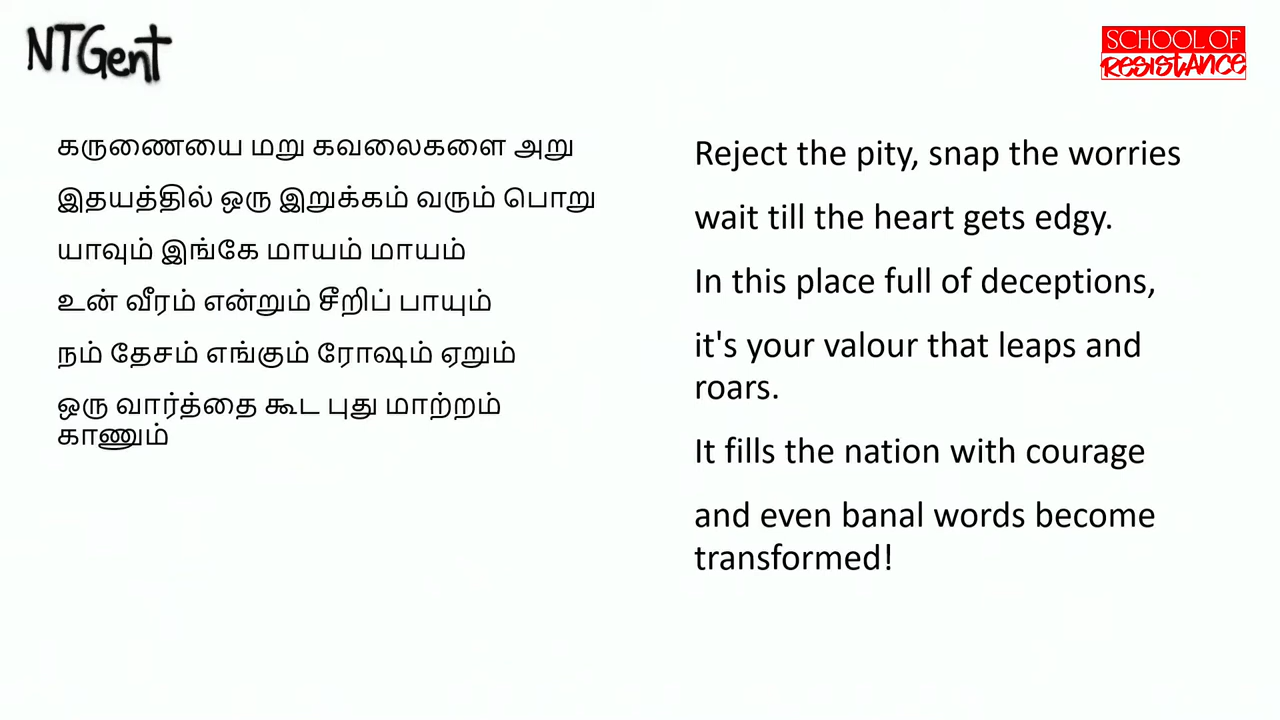 NTGent
SCHOOL OF
RESISTANCE
கருணையை மறு கவலைகளை அறு
இதயத்தில் ஒரு இறுக்கம் வரும் பொறு
யாவும் இங்கே மாயம் மாயம்
உன் வீரம் என்றும் சீறிப் பாயும்
நம் தேசம் எங்கும் ரோஷம் ஏறும்
ஒரு வார்த்தை கூட புது மாற்றம்
காணும்
Reject the pity, snap the worries
wait till the heart gets edgy.
In this place full of deceptions,
it's your valour that leaps and
roars.
It fills the nation with courage
and even banal words become
transformed!